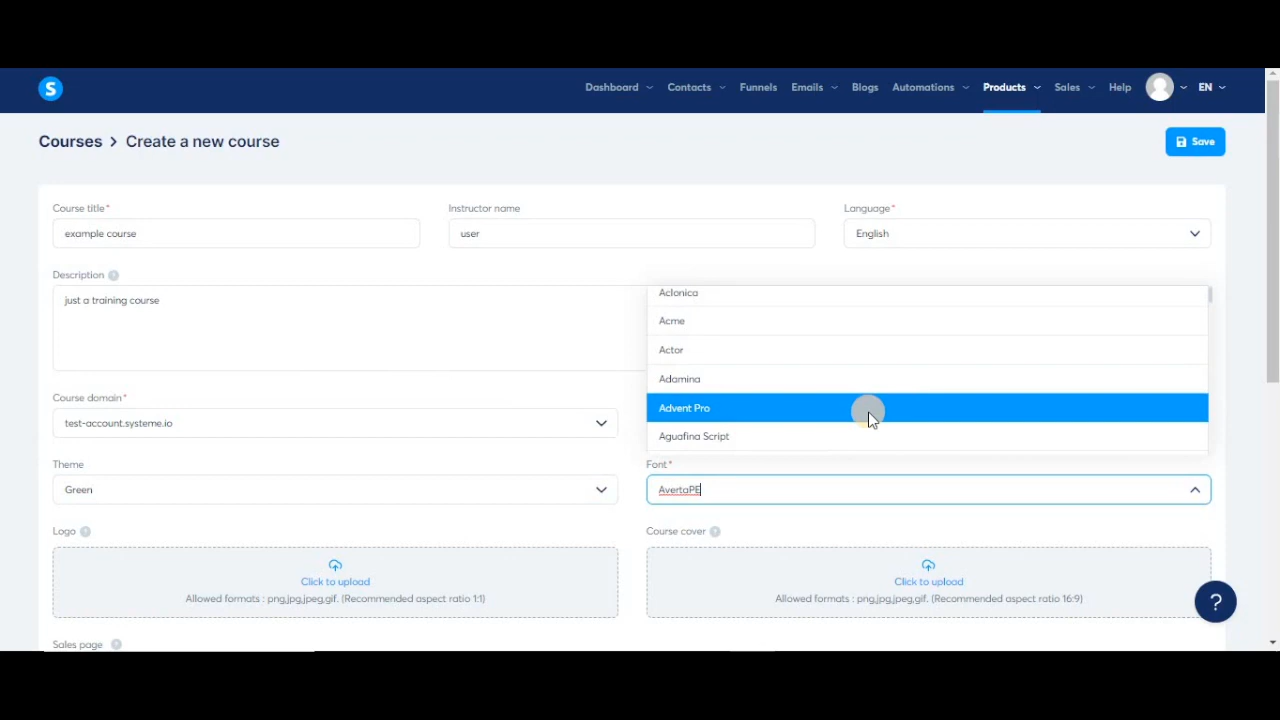 S
Dashboard Contacts Funnels Emails Blogs Automations Products Sales Help EN
Courses > Create a new course
Save
Course title* Instructor name Language*
example course user English
Description ?
just a training course
Aclonica
Acme
Actor
Adamina
Advent Pro
Aguafina Script
Course domain*
test-account.systeme.io
Theme Font*
Green AvertaPE
Logo ? Course cover ?
Click to upload Click to upload
Allowed formats : png,jpg,jpeg,gif. (Recommended aspect ratio 1:1) Allowed formats : png,jpg,jpeg,gif. (Recommended aspect ratio 16:9)
?
Sales page ?